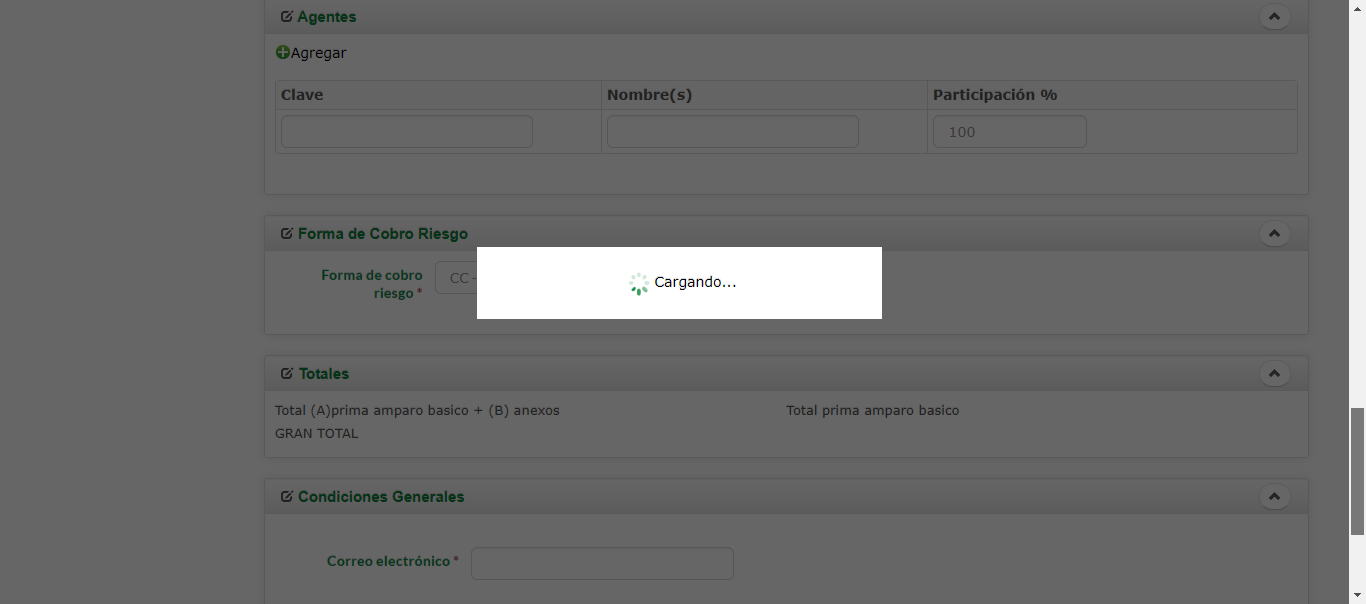 Agentes
Agregar
Clave Nombre(s) Participación %
100
Forma de Cobro Riesgo
Forma de cobro
riesgo * CC -
Cargando...
Totales
Total (A)prima amparo basico + (B) anexos Total prima amparo basico
GRAN TOTAL
Condiciones Generales
Correo electrónico *